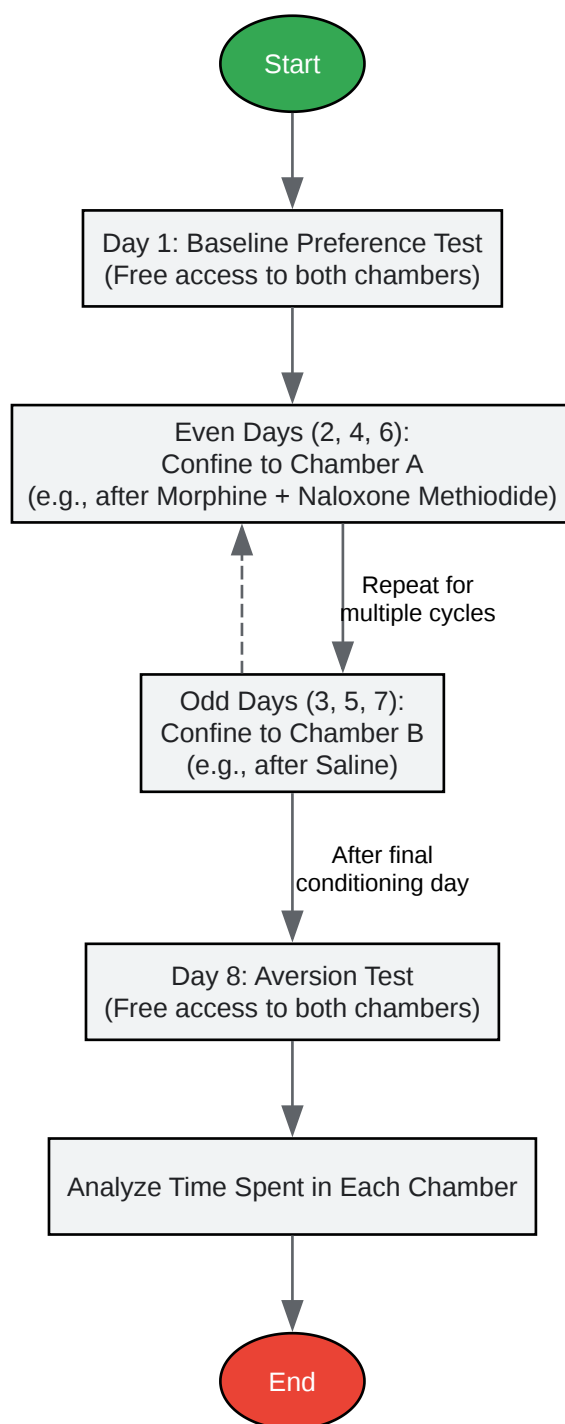 Start
Day 1: Baseline Preference Test
(Free access to both chambers)
Even Days (2, 4, 6):
Confine to Chamber A
(e.g., after Morphine + Naloxone Methiodide)
Repeat for
multiple cycles
Odd Days (3, 5, 7):
Confine to Chamber B
(e.g., after Saline)
After final
conditioning day
Day 8: Aversion Test
(Free access to both chambers)
Analyze Time Spent in Each Chamber
End